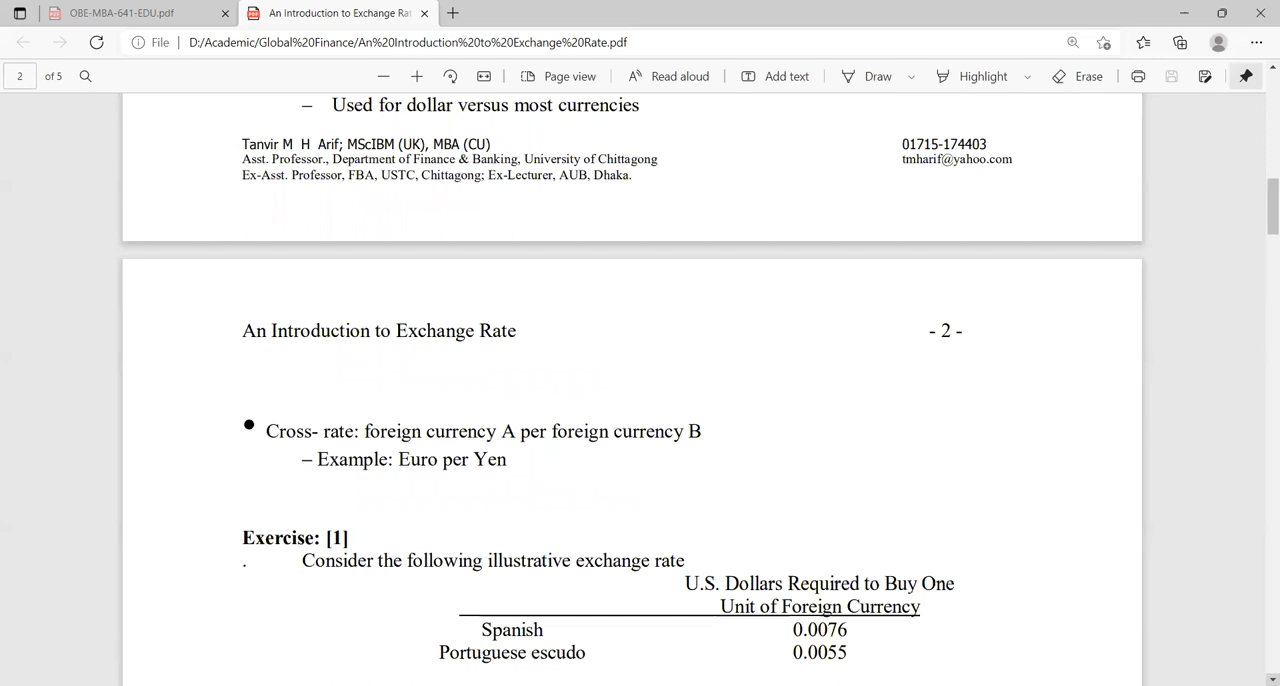 OBE-MBA-641-EDU.pdf
An Introduction to Exchange Ra
File
D:/Academic/Global%20Finance/An%20Introduction%20to%20Exchange%20Rate.pdf
2 of 5
Page view
Read aloud
Add text
Draw
Highlight
Erase
– Used for dollar versus most currencies
Tanvir M H Arif; MScIBM (UK), MBA (CU) 01715-174403
Asst. Professor., Department of Finance & Banking, University of Chittagong tmharif@yahoo.com
Ex-Asst. Professor, FBA, USTC, Chittagong; Ex-Lecturer, AUB, Dhaka.
An Introduction to Exchange Rate - 2 -
• Cross- rate: foreign currency A per foreign currency B
– Example: Euro per Yen
Exercise: [1]
. Consider the following illustrative exchange rate
U.S. Dollars Required to Buy One
Unit of Foreign Currency
Spanish 0.0076
Portuguese escudo 0.0055